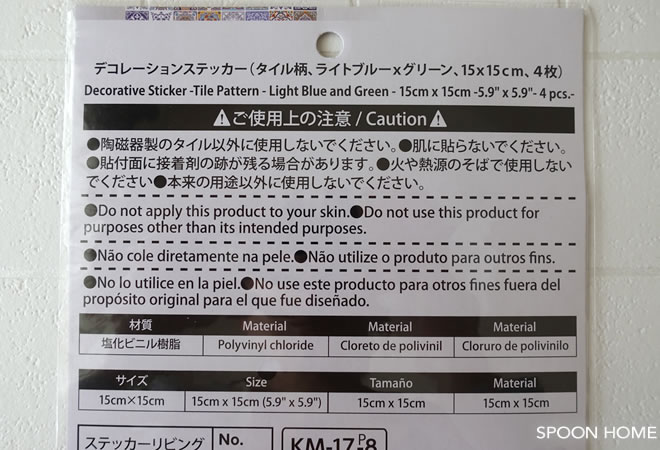 デコレーションステッカー（タイル柄、ライトブルーxグリーン、15x15cm、4枚）
Decorative Sticker -Tile Pattern - Light Blue and Green - 15cm x 15cm -5.9" x 5.9"- 4 pcs.-
⚠ご使用上の注意 / Caution⚠
●陶磁器製のタイル以外に使用しないでください。●肌に貼らないでください。
●貼付面に接着剤の跡が残る場合があります。●火や熱源のそばで使用しない
でください●本来の用途以外に使用しないでください。
●Do not apply this product to your skin.●Do not use this product for
purposes other than its intended purposes.
●Não cole diretamente na pele.●Não utilize o produto para outros fins.
●No lo utilice en la piel.●No use este producto para otros fines fuera del
propósito original para el que fue diseñado.
材質 Material Material Material
塩化ビニル樹脂 Polyvinyl chloride Cloreto de polivinil Cloruro de polivinilo
サイズ Size Tamaño Material
15cm×15cm 15cm x 15cm (5.9" x 5.9") 15cm x 15cm 15cm x 15cm
ステッカーリビング No. KM-17-P8
SPOON HOME